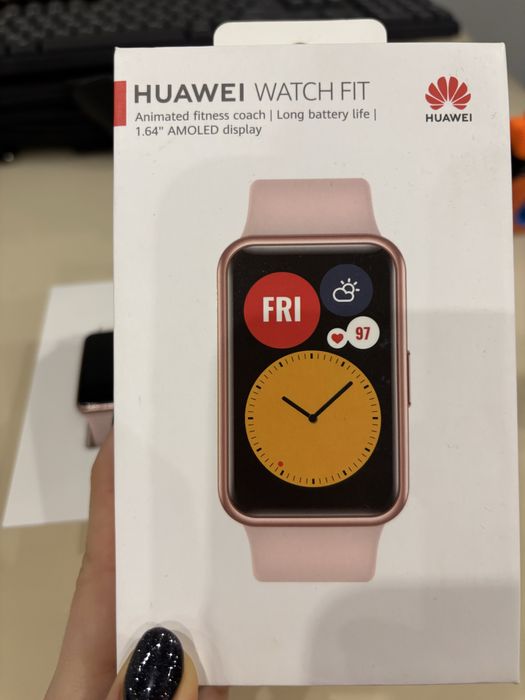 HUAWEI WATCH FIT
Animated fitness coach | Long battery life |
1.64" AMOLED display
HUAWEI
FRI
97